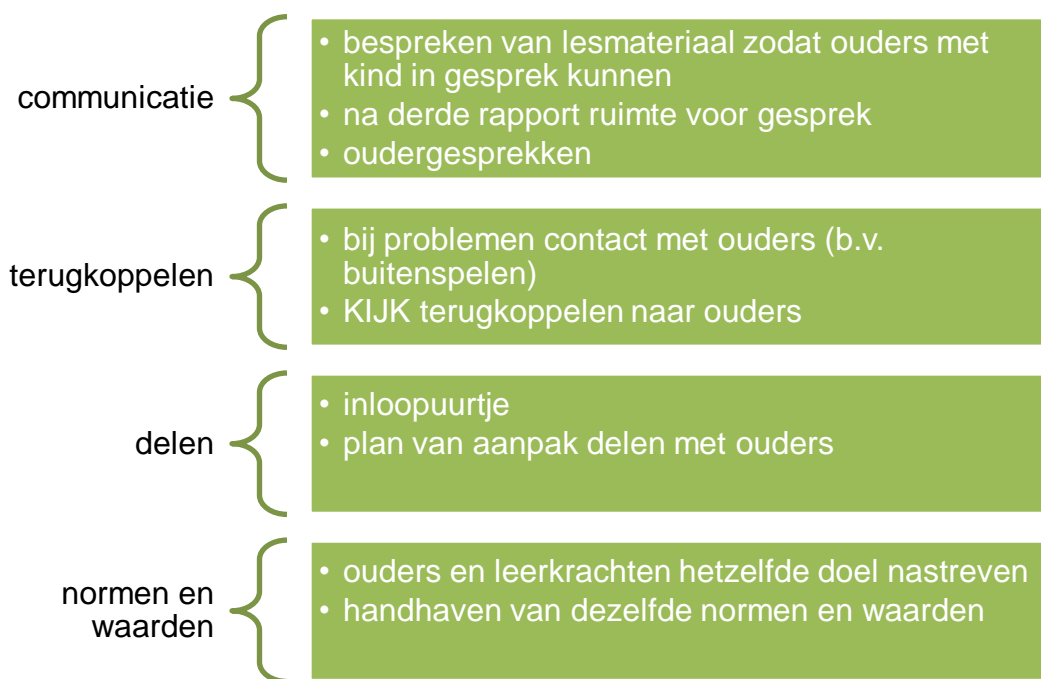 communicatie
• bespreken van lesmateriaal zodat ouders met
kind in gesprek kunnen
• na derde rapport ruimte voor gesprek
• oudergesprekken
terugkoppelen
• bij problemen contact met ouders (b.v.
buitenspelen)
• KIJK terugkoppelen naar ouders
delen
• inloopuurtje
• plan van aanpak delen met ouders
normen en
waarden
• ouders en leerkrachten hetzelfde doel nastreven
• handhaven van dezelfde normen en waarden